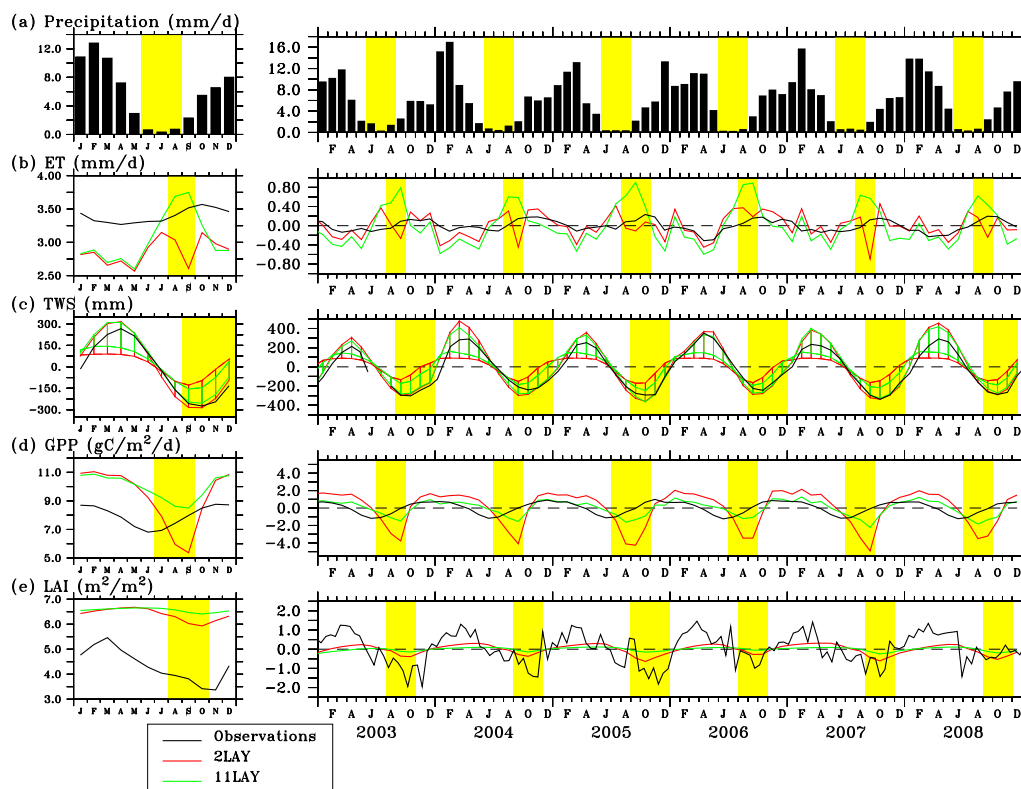 (a) Precipitation (mm/d)
12.0
8.0
4.0
0.0
J F M A M J J A S O N D
16.0
12.0
8.0
4.0
0.0
F A J A O D F A J A O D F A J A O D F A J A O D F A J A O D F A J A O D
(b) ET (mm/d)
4.00
3.50
3.00
2.50
J F M A M J J A S O N D
0.80
0.40
0.00
-0.40
-0.80
F A J A O D F A J A O D F A J A O D F A J A O D F A J A O D F A J A O D
(c) TWS (mm)
300.
150.
0.
-150.
-300.
J F M A M J J A S O N D
400.
200.
0.
-200.
-400.
F A J A O D F A J A O D F A J A O D F A J A O D F A J A O D F A J A O D
(d) GPP (gC/m²/d)
11.0
9.0
7.0
5.0
J F M A M J J A S O N D
4.0
2.0
0.0
-2.0
-4.0
F A J A O D F A J A O D F A J A O D F A J A O D F A J A O D F A J A O D
(e) LAI (m²/m²)
7.0
6.0
5.0
4.0
3.0
J F M A M J J A S O N D
2.0
1.0
0.0
-1.0
-2.0
F A J A O D F A J A O D F A J A O D F A J A O D F A J A O D F A J A O D
2003 2004 2005 2006 2007 2008
Observations
2LAY
11LAY